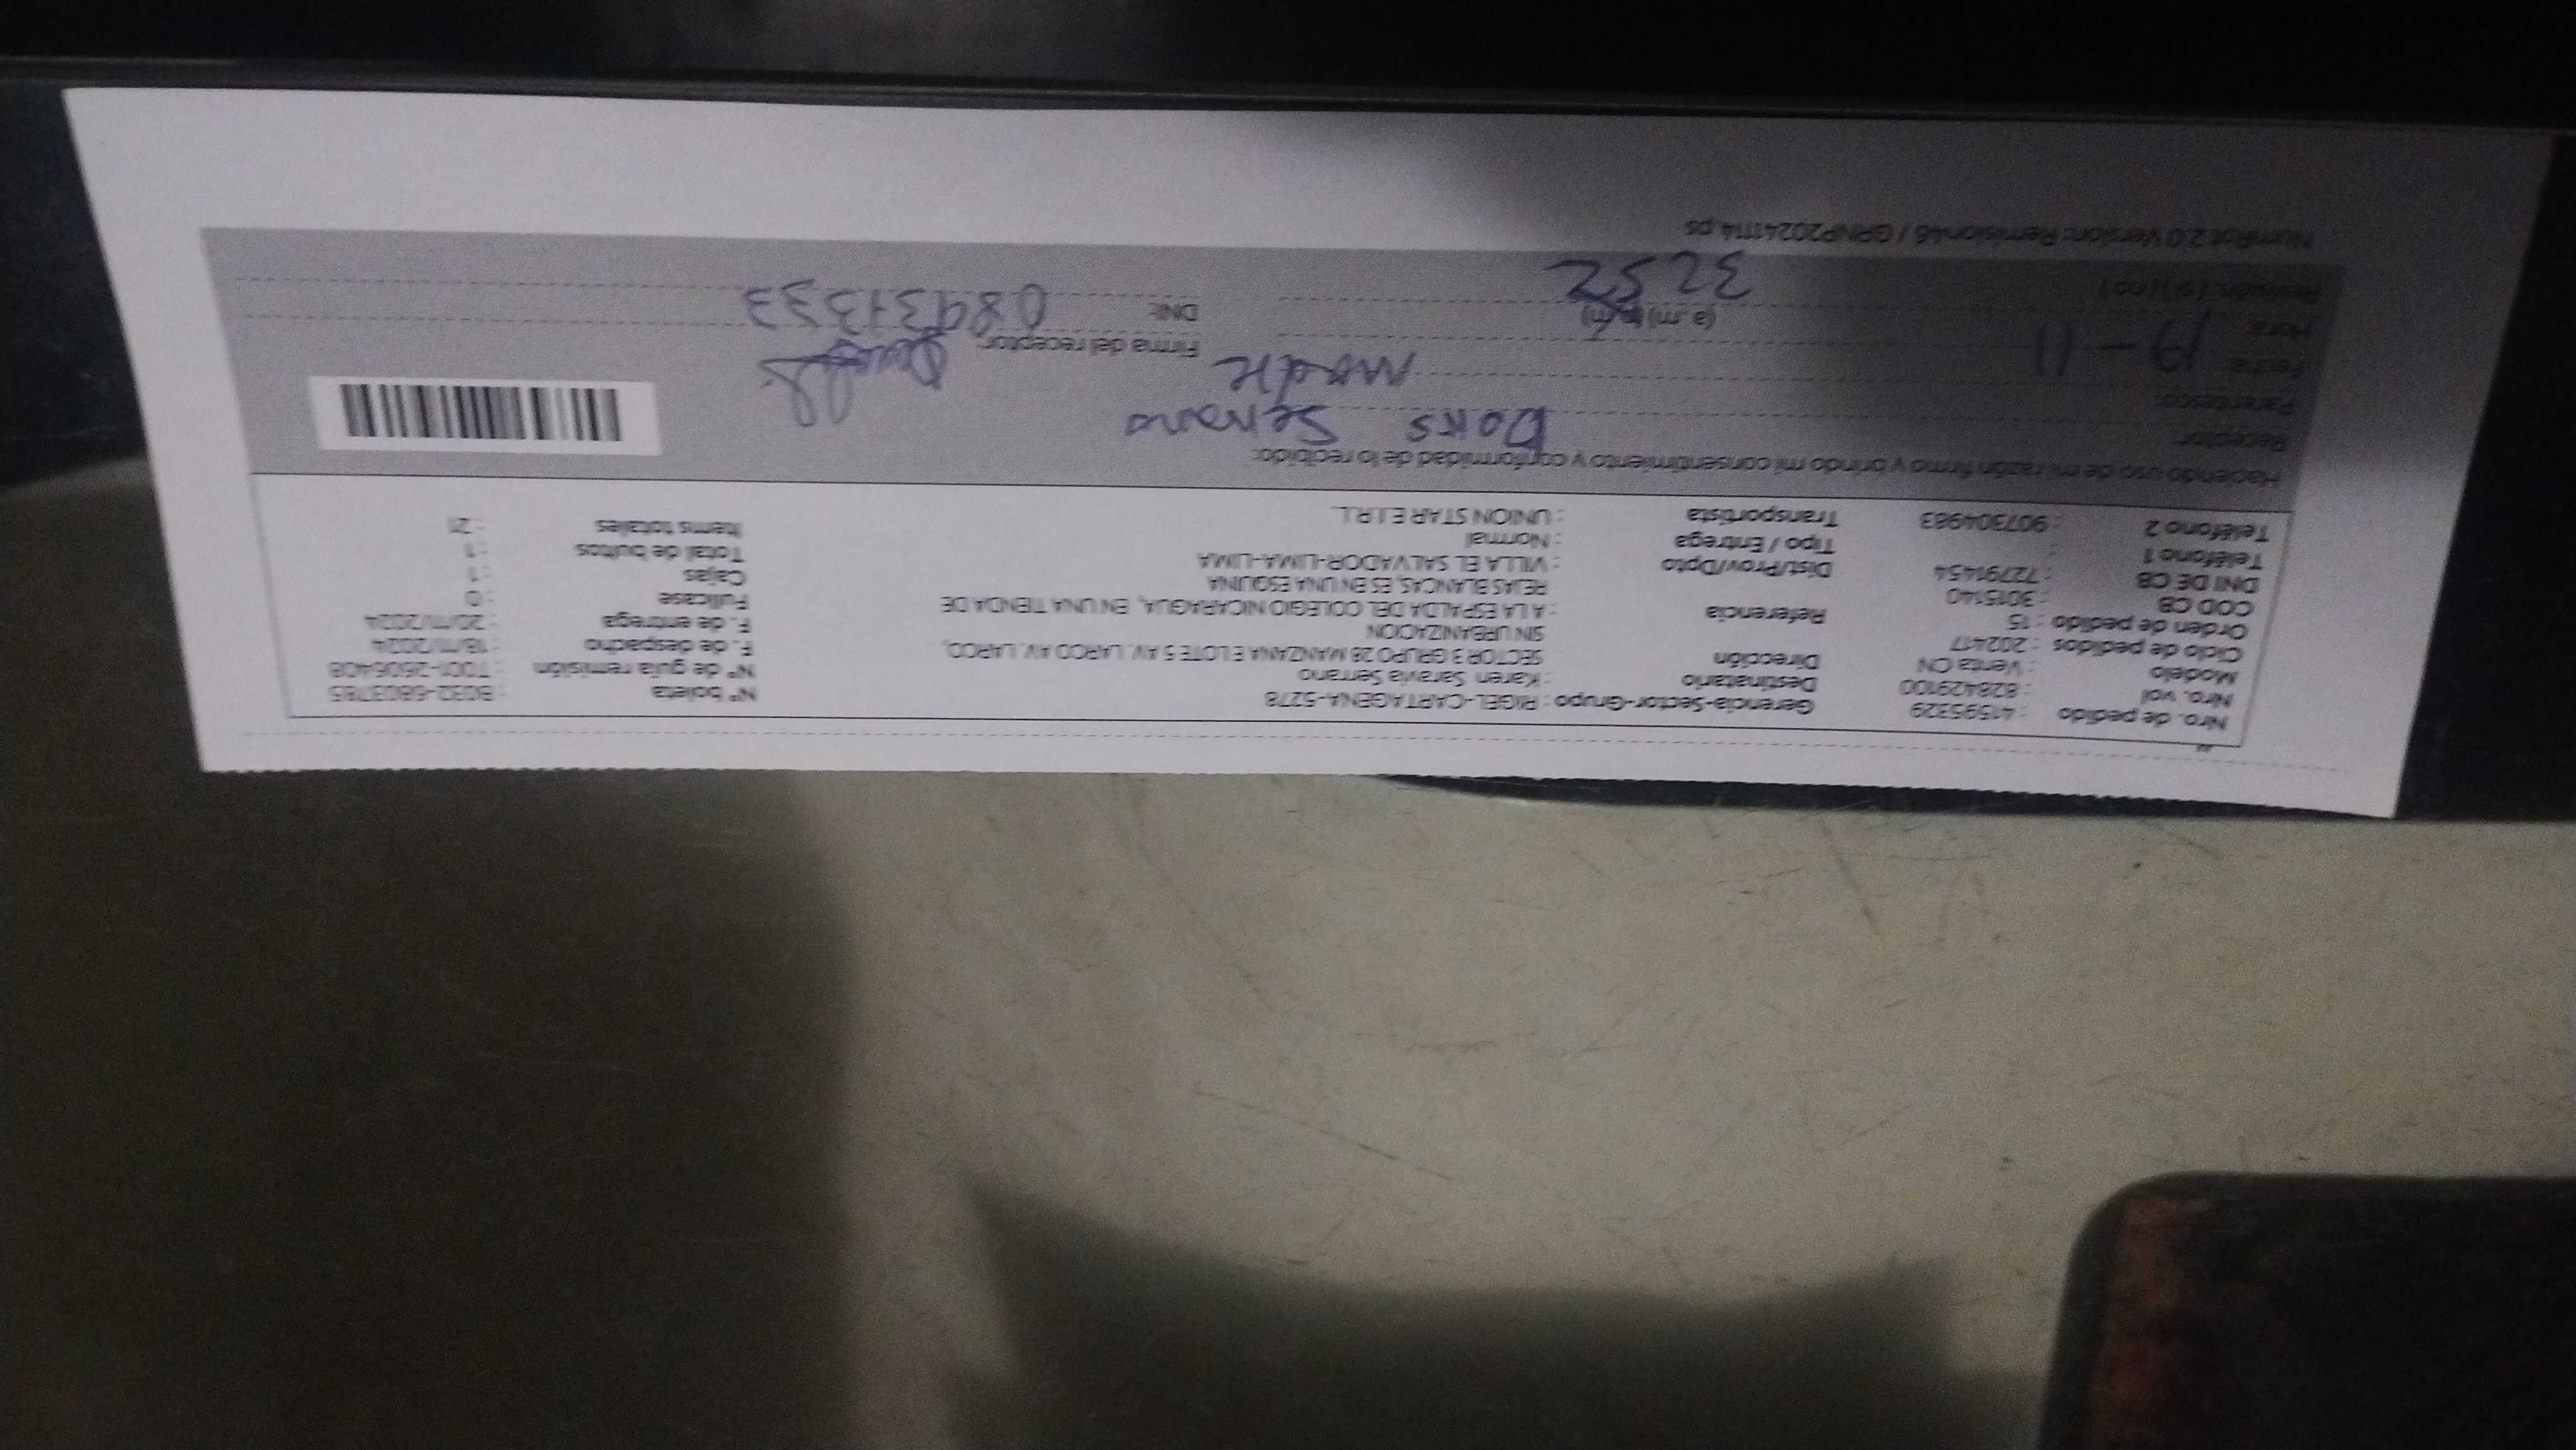 Nro. de pedido : 41595329 Gerencia-Sector-Grupo : RIGEL-CARTAGENA-5278 Nº boleta : B032-6803785
Nro. vol : 828429100 Destinatario : Karen Saravia Serrano Nº de guía remisión : T001-2606408
Modelo : Venta CN Dirección SECTOR 3 GRUPO 28 MANZANA E LOTE 5 AV. LARCO AV. LARCO, F. de despacho : 18/11/2024
Ciclo de pedidos : 202417 SIN URBANIZACION F. de entrega : 20/11/2024
Orden de pedido : 15 Referencia : A LA ESPALDA DEL COLEGIO NICARAGUA, EN UNA TIENDA DE Fullcase : 0
COD CB : 3015140 REJAS BLANCAS, ES EN UNA ESQUINA Cajas : 1
DNI DE CB : 72791454 Dist/Prov/Dpto : VILLA EL SALVADOR-LIMA-LIMA Total de bultos : 1
Teléfono 1 : Tipo / Entrega : Normal Items totales : 21
Teléfono 2 : 907304983 Transportista : UNION STAR E.I.R.L.
Haciendo uso de mi razón firmo y brindo mi consentimiento y conformidad de lo recibido:
Receptor: Doris Serrano
Parentesco: madre
Fecha: 19-11 Firma del receptor:
Hora: (a.m) (p.m) DNI: 08931333
Revisión: (si) (no) 3252
NumRot 2.0 Version: Remision46 / GRNP20241114.ps